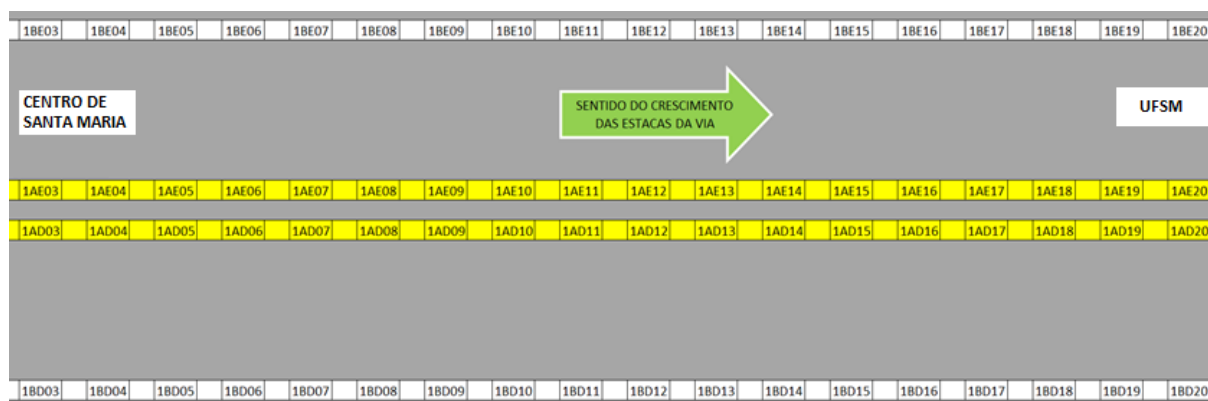 1BE03 1BE04 1BE05 1BE06 1BE07 1BE08 1BE09 1BE10 1BE11 1BE12 1BE13 1BE14 1BE15 1BE16 1BE17 1BE18 1BE19 1BE20
CENTRO DE
SANTA MARIA
SENTIDO DO CRESCIMENTO
DAS ESTACAS DA VIA
UFSM
1AE03 1AE04 1AE05 1AE06 1AE07 1AE08 1AE09 1AE10 1AE11 1AE12 1AE13 1AE14 1AE15 1AE16 1AE17 1AE18 1AE19 1AE20
1AD03 1AD04 1AD05 1AD06 1AD07 1AD08 1AD09 1AD10 1AD11 1AD12 1AD13 1AD14 1AD15 1AD16 1AD17 1AD18 1AD19 1AD20
1BD03 1BD04 1BD05 1BD06 1BD07 1BD08 1BD09 1BD10 1BD11 1BD12 1BD13 1BD14 1BD15 1BD16 1BD17 1BD18 1BD19 1BD20